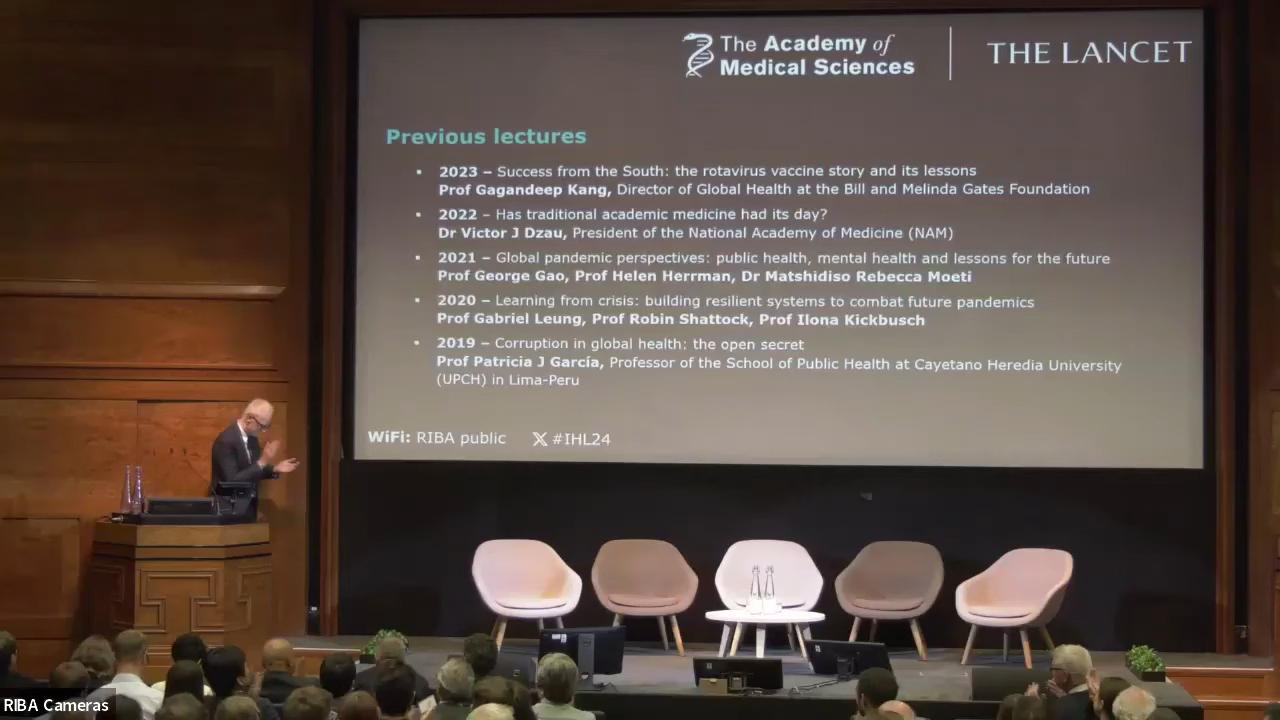 The Academy of
Medical Sciences
THE LANCET
Previous lectures
▪ 2023 – Success from the South: the rotavirus vaccine story and its lessons
Prof Gagandeep Kang, Director of Global Health at the Bill and Melinda Gates Foundation
▪ 2022 – Has traditional academic medicine had its day?
Dr Victor J Dzau, President of the National Academy of Medicine (NAM)
▪ 2021 – Global pandemic perspectives: public health, mental health and lessons for the future
Prof George Gao, Prof Helen Herrman, Dr Matshidiso Rebecca Moeti
▪ 2020 – Learning from crisis: building resilient systems to combat future pandemics
Prof Gabriel Leung, Prof Robin Shattock, Prof Ilona Kickbusch
▪ 2019 – Corruption in global health: the open secret
Prof Patricia J García, Professor of the School of Public Health at Cayetano Heredia University
(UPCH) in Lima-Peru
WiFi: RIBA public X #IHL24
RIBA Cameras